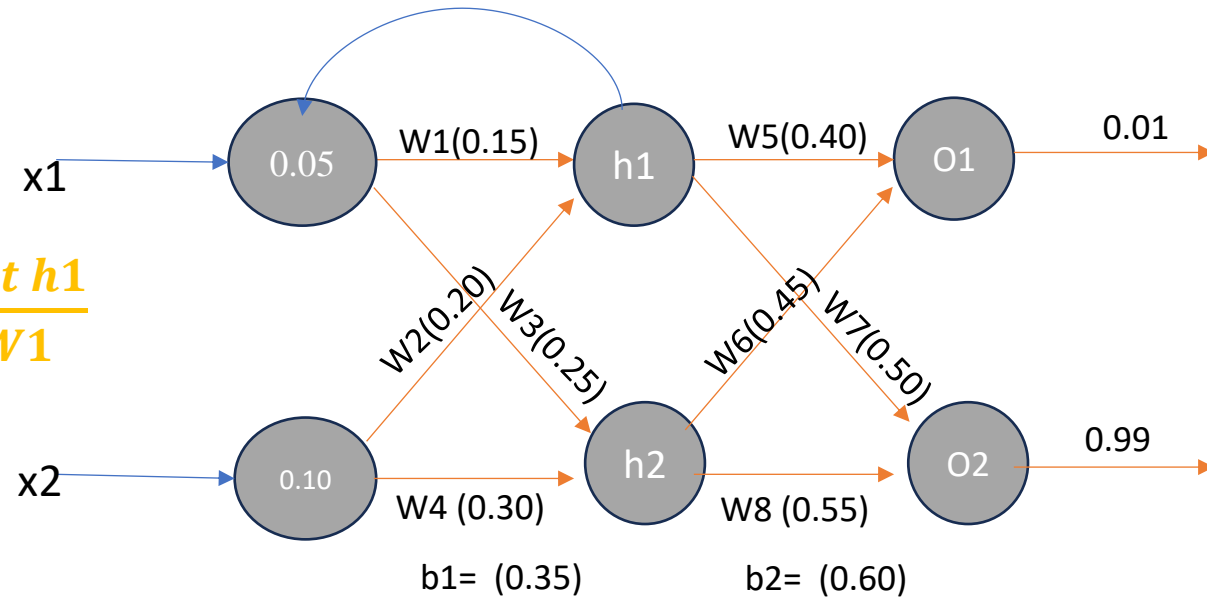 x1
0.05
W1(0.15)
h1
W5(0.40)
O1
0.01
t h1
W1
W2(0.20)
W3(0.25)
W6(0.45)
W7(0.50)
x2
0.10
W4 (0.30)
h2
W8 (0.55)
O2
0.99
b1= (0.35)
b2= (0.60)